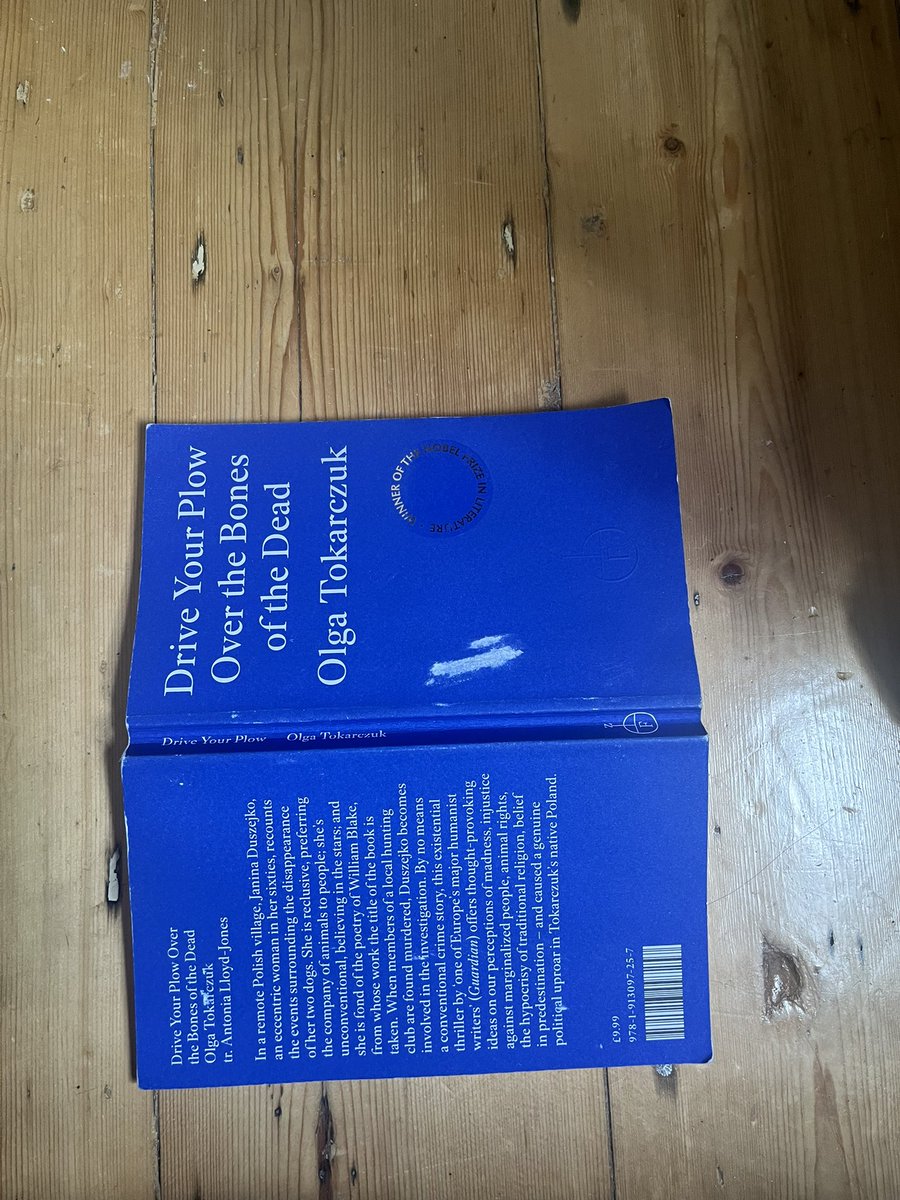 Drive Your Plow
Over the Bones
of the Dead
Olga Tokarczuk
WINNER OF THE NOBEL PRIZE IN LITERATURE
Drive Your Plow
Olga Tokarczuk
Drive Your Plow Over
the Bones of the Dead
Olga Tokarczuk
tr. Antonia Lloyd-Jones
In a remote Polish village, Janina Duszejko,
an eccentric woman in her sixties, recounts
the events surrounding the disappearance
of her two dogs. She is reclusive, preferring
the company of animals to people; she's
unconventional, believing in the stars; and
she is fond of the poetry of William Blake,
from whose work the title of the book is
taken. When members of a local hunting
club are found murdered, Duszejko becomes
involved in the investigation. By no means
a conventional crime story, this existential
thriller by ‘one of Europe's major humanist
writers’ (Guardian) offers thought-provoking
ideas on our perceptions of madness, injustice
against marginalized people, animal rights,
the hypocrisy of traditional religion, belief
in predestination – and caused a genuine
political uproar in Tokarczuk's native Poland.
£9.99
978-1-913097-25-7